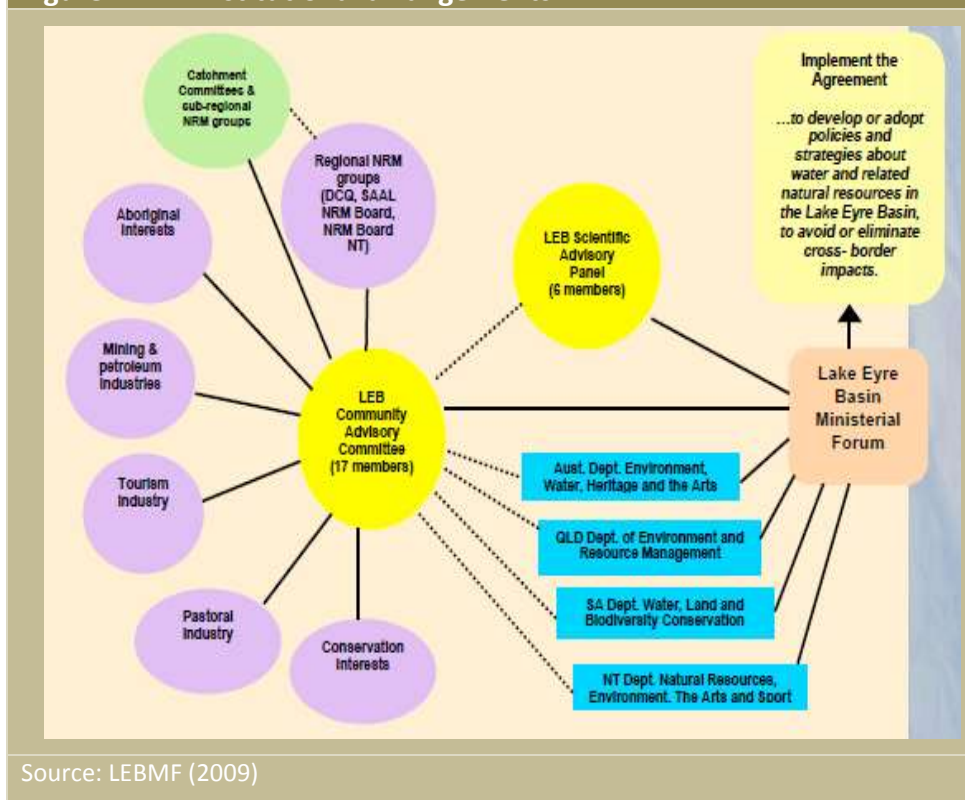 Catchment
Committees &
sub-regional
NRM groups
Regional NRM
groups
(DCQ, SAAL
NRM Board,
NRM Board
NT)
Aboriginal
Interests
Mining &
petroleum
Industries
Tourism
Industry
Pastoral
Industry
Conservation
Interests
LEB
Community
Advisory
Committee
(17 members)
LEB Scientific
Advisory
Panel
(6 members)
Implement the
Agreement
...to develop or adopt
policies and
strategies about
water and related
natural resources in
the Lake Eyre Basin,
to avoid or eliminate
cross- border
impacts.
Lake Eyre
Basin
Ministerial
Forum
Aust. Dept. Environment,
Water, Heritage and the Arts
QLD Dept. of Environment and
Resource Management
SA Dept. Water, Land and
Biodiversity Conservation
NT Dept. Natural Resources,
Environment. The Arts and Sport
Source: LEBMF (2009)